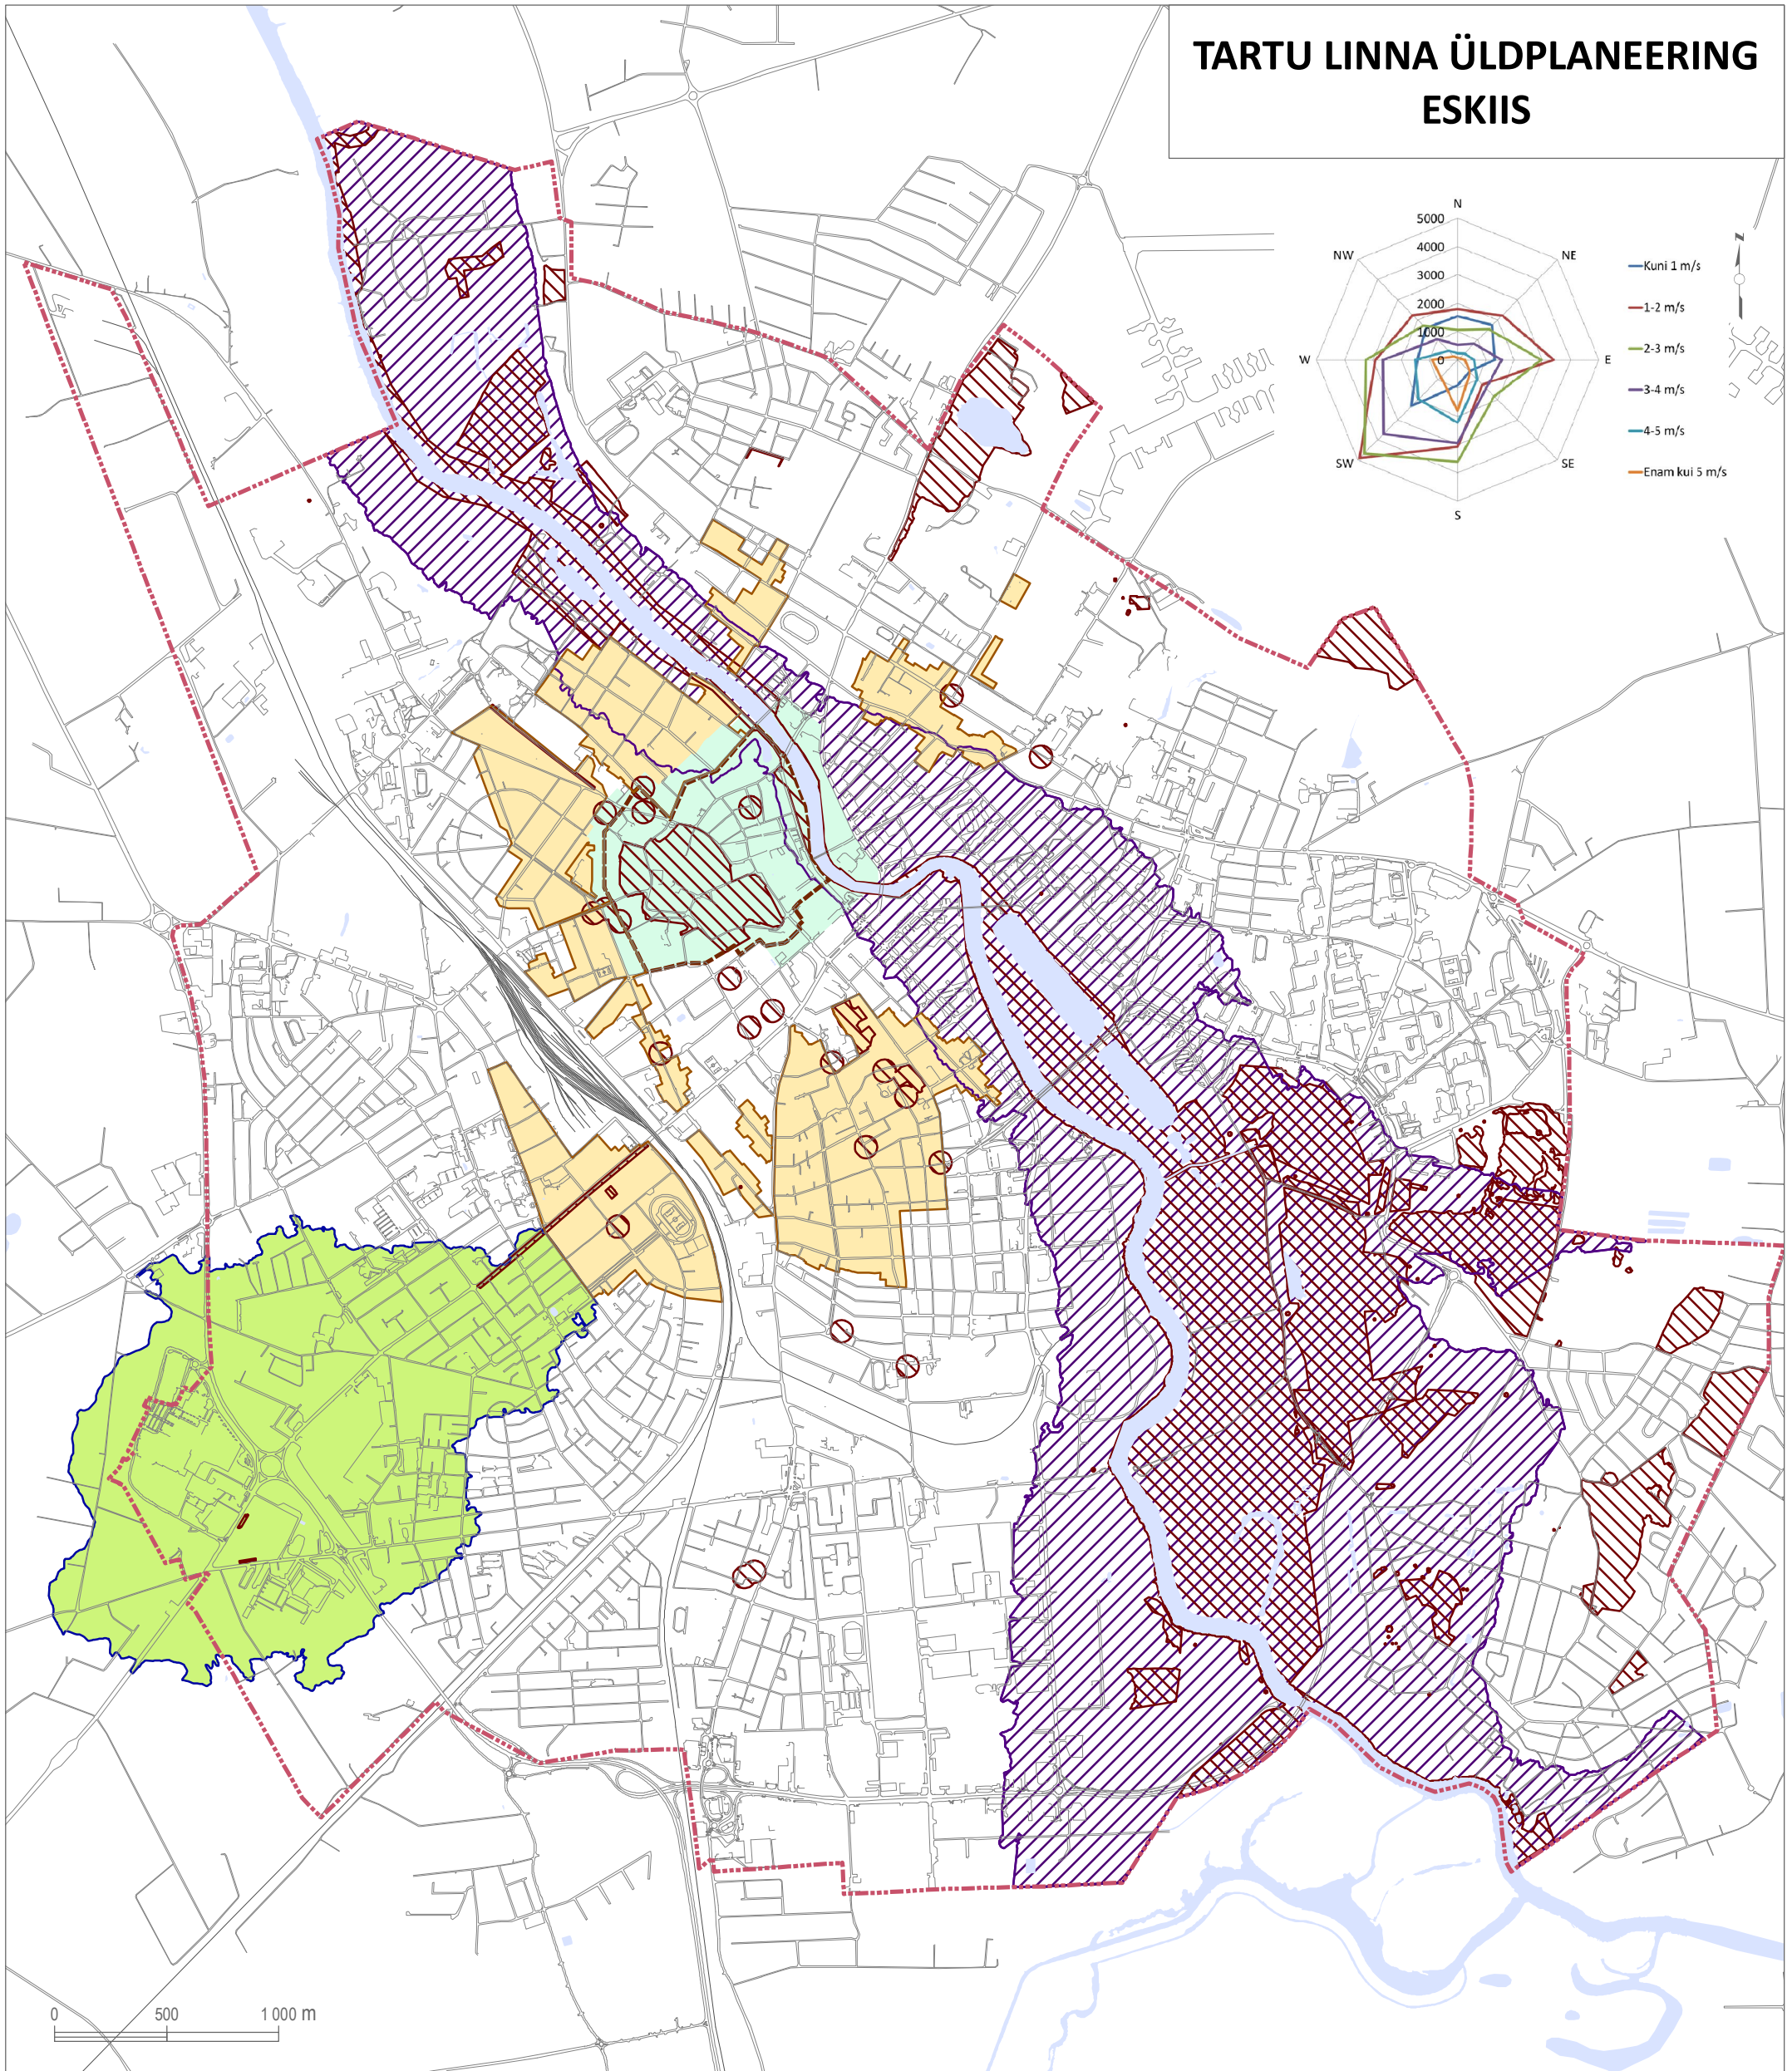 TARTU LINNA ÜLDPLANEERING
ESKIIS
N
5000
4000
3000
2000
1000
0
NW
NE
W
E
SW
SE
S
Kuni 1 m/s
1-2 m/s
2-3 m/s
3-4 m/s
4-5 m/s
Enam kui 5 m/s
N
0
500
1 000 m